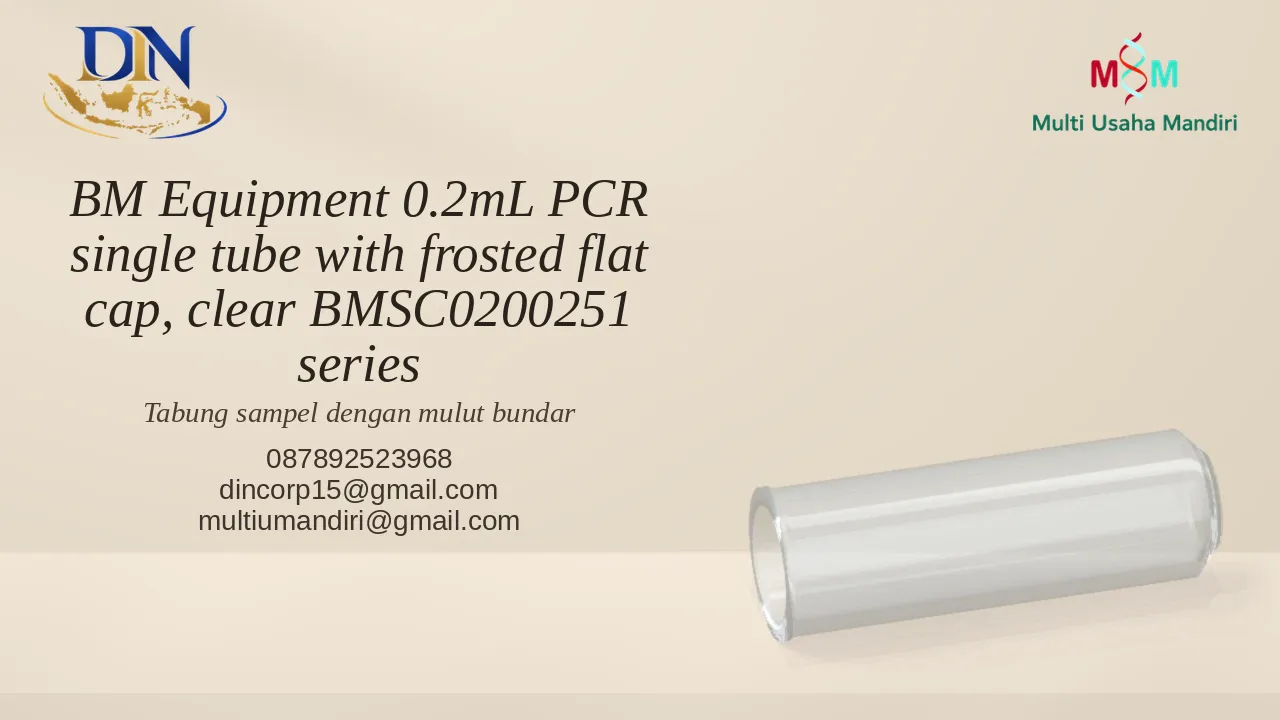 DN
M M
Multi Usaha Mandiri
BM Equipment 0.2mL PCR
single tube with frosted flat
cap, clear BMSC0200251
series
Tabung sampel dengan mulut bundar
087892523968
dincorp15@gmail.com
multiumandiri@gmail.com